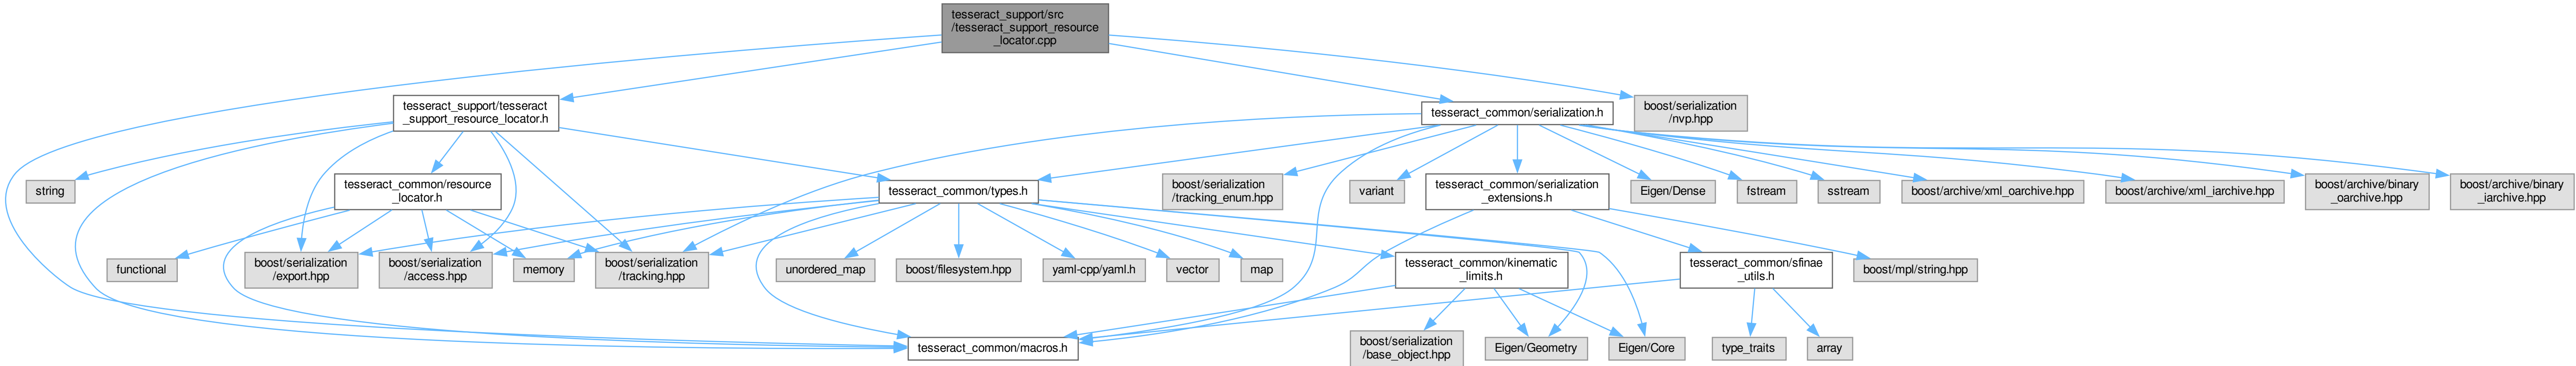 tesseract_support/src
/tesseract_support_resource
_locator.cpp
tesseract_support/tesseract
_support_resource_locator.h
tesseract_common/serialization.h
boost/serialization
/nvp.hpp
string
tesseract_common/resource
_locator.h
tesseract_common/types.h
boost/serialization
/tracking_enum.hpp
variant
tesseract_common/serialization
_extensions.h
Eigen/Dense
fstream
sstream
boost/archive/xml_oarchive.hpp
boost/archive/xml_iarchive.hpp
boost/archive/binary
_oarchive.hpp
boost/archive/binary
_iarchive.hpp
functional
boost/serialization
/export.hpp
boost/serialization
/access.hpp
memory
boost/serialization
/tracking.hpp
unordered_map
boost/filesystem.hpp
yaml-cpp/yaml.h
vector
map
tesseract_common/kinematic
_limits.h
tesseract_common/sfinae
_utils.h
boost/mpl/string.hpp
tesseract_common/macros.h
boost/serialization
/base_object.hpp
Eigen/Geometry
Eigen/Core
type_traits
array